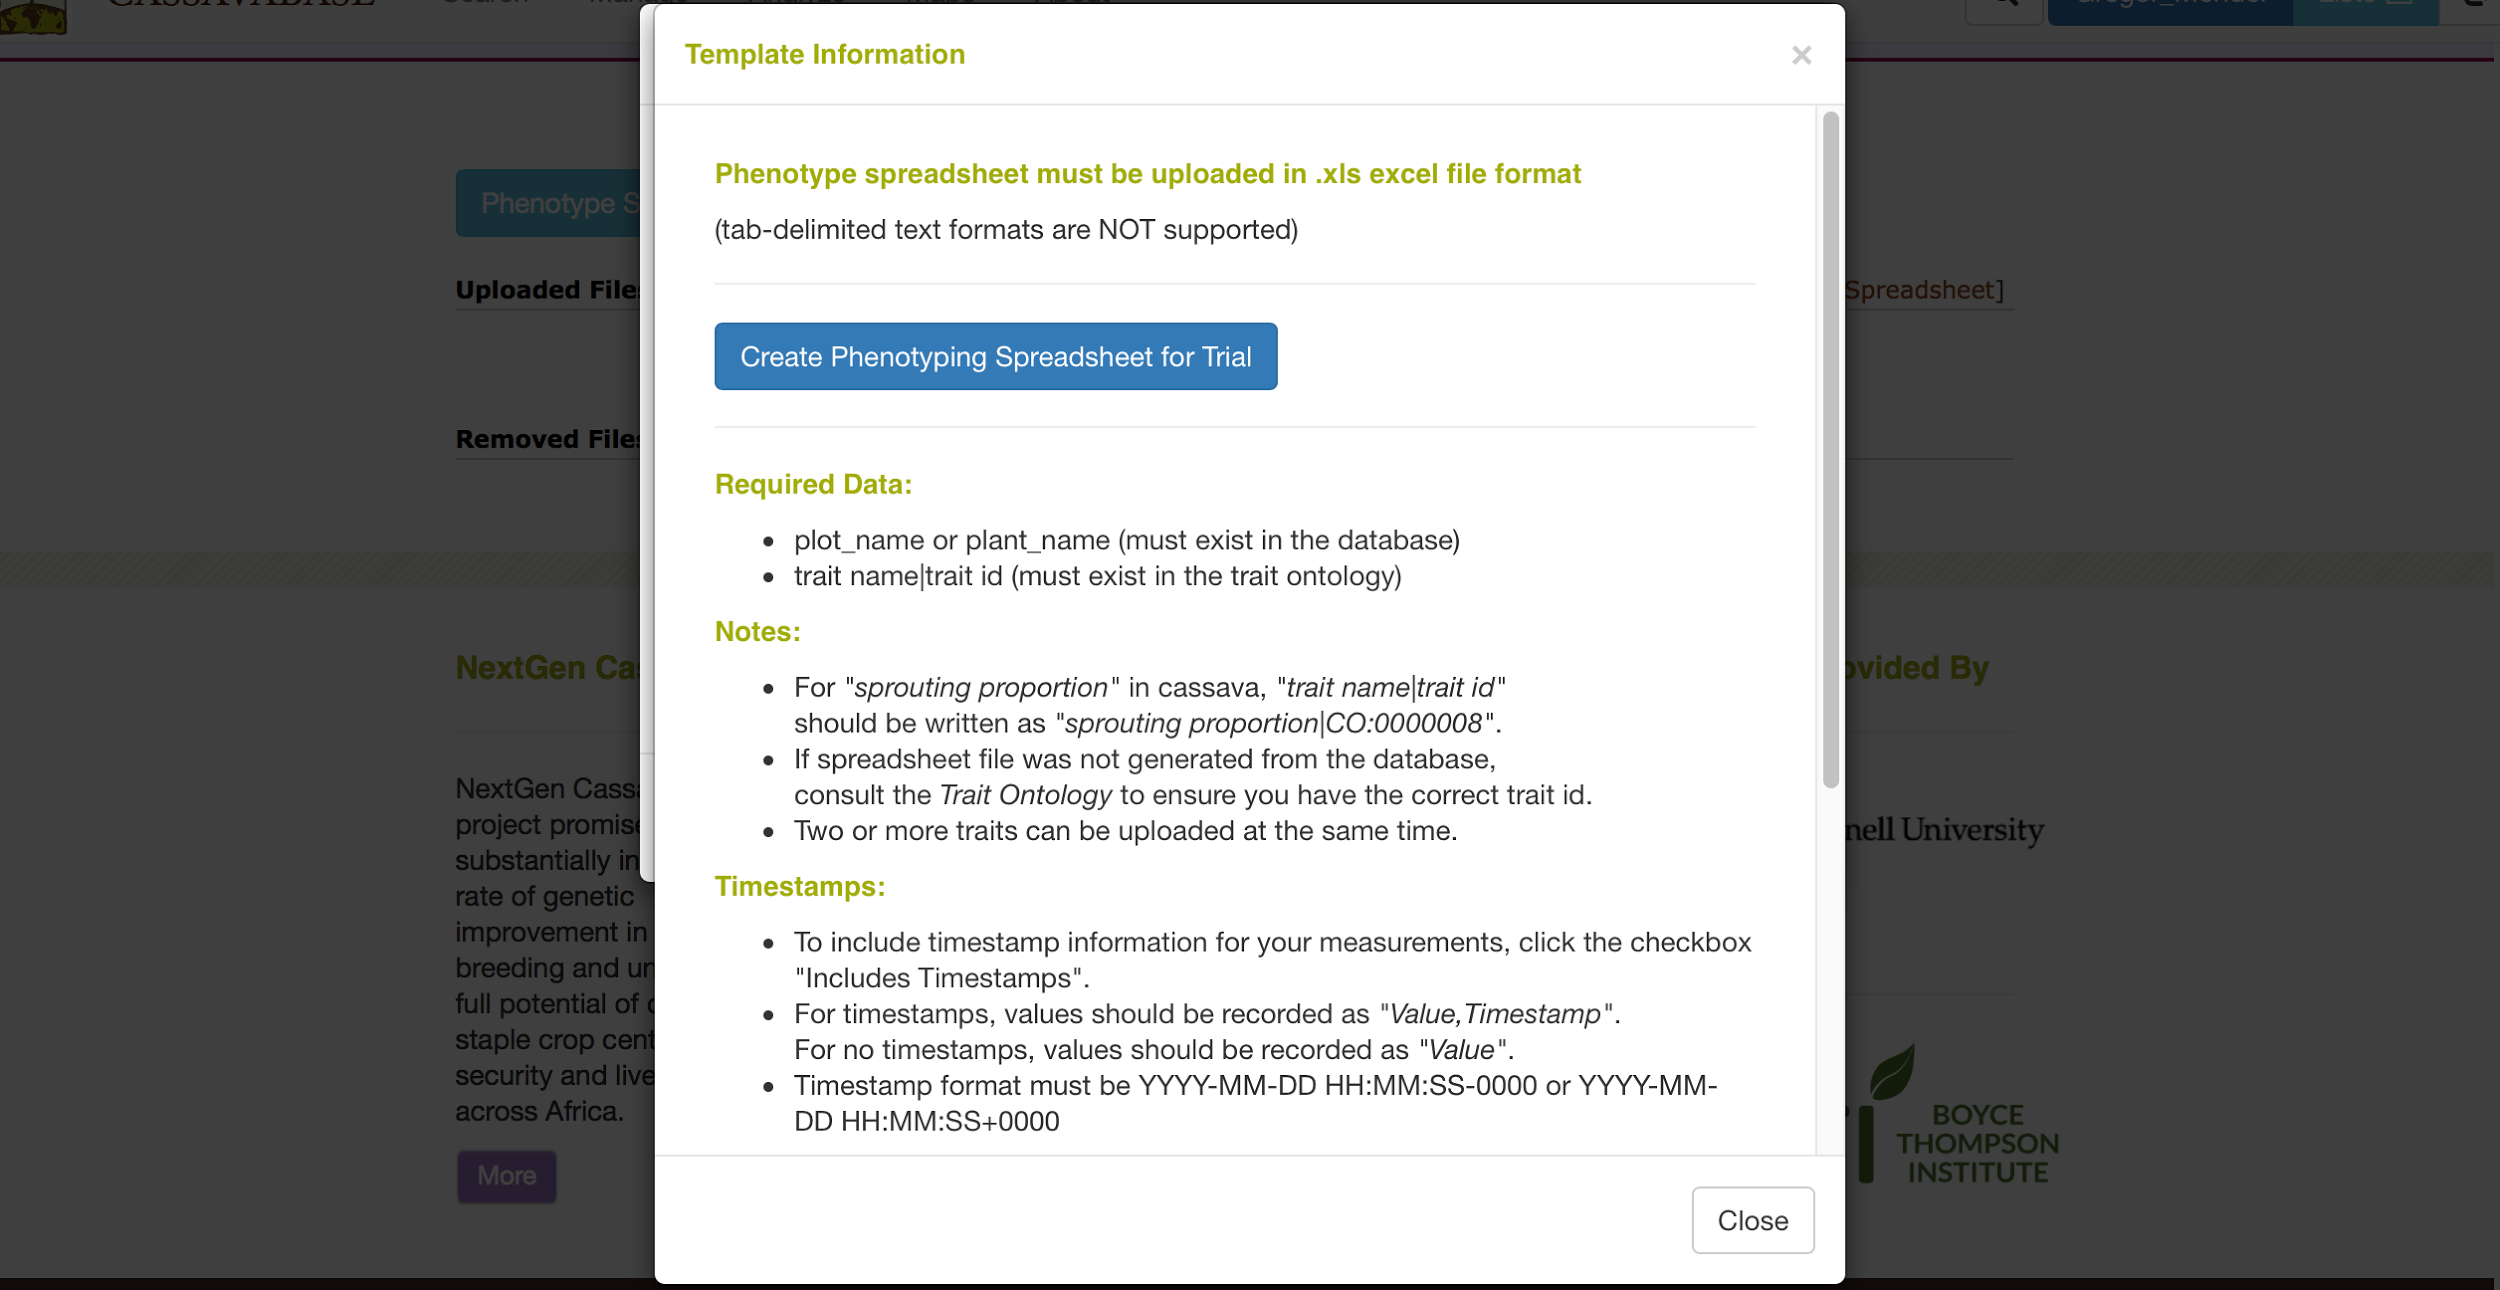 CASSAVABASE
Template Information
×
Phenotype spreadsheet must be uploaded in .xls excel file format
(tab-delimited text formats are NOT supported)
Create Phenotyping Spreadsheet for Trial
Required Data:
• plot_name or plant_name (must exist in the database)
• trait name|trait id (must exist in the trait ontology)
Notes:
• For "sprouting proportion" in cassava, "trait name|trait id"
should be written as "sprouting proportion|CO:0000008".
• If spreadsheet file was not generated from the database,
consult the Trait Ontology to ensure you have the correct trait id.
• Two or more traits can be uploaded at the same time.
Timestamps:
• To include timestamp information for your measurements, click the checkbox
"Includes Timestamps".
• For timestamps, values should be recorded as "Value,Timestamp".
For no timestamps, values should be recorded as "Value".
• Timestamp format must be YYYY-MM-DD HH:MM:SS-0000 or YYYY-MM-
DD HH:MM:SS+0000
Close
Phenotype S
Uploaded Files
Spreadsheet]
Removed Files
NextGen Cas
ovided By
NextGen Cassa
project promise
substantially in
rate of genetic
improvement in
breeding and un
full potential of
staple crop cent
security and live
across Africa.
More
nell University
BOYCE
THOMPSON
INSTITUTE